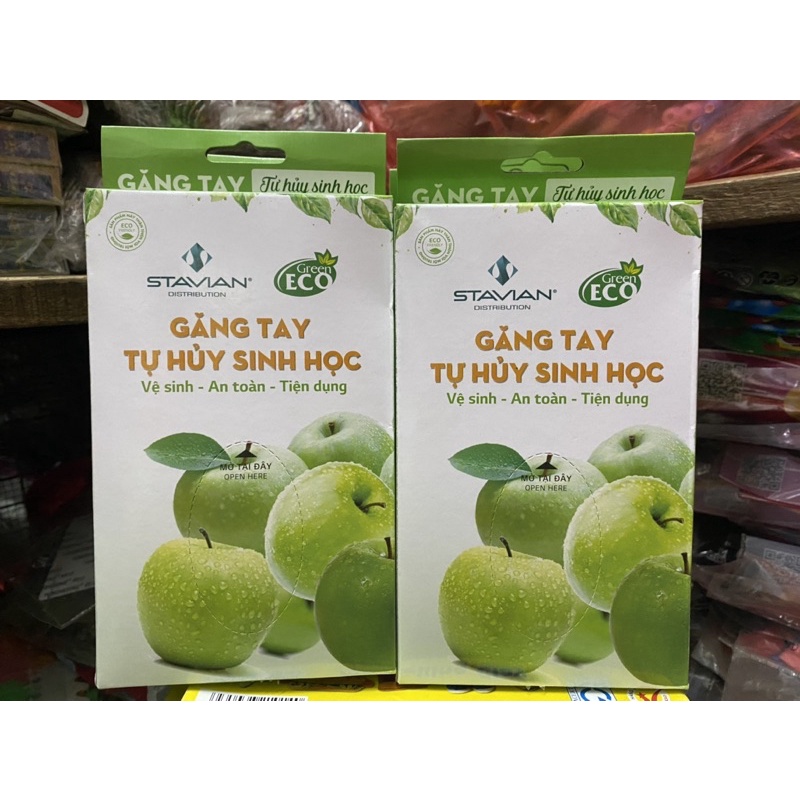 GĂNG TAY Tự hủy sinh học
ECO
STAVIAN®
DISTRIBUTION
Green
ECO
GĂNG TAY
TỰ HỦY SINH HỌC
Vệ sinh - An toàn - Tiện dụng
MỞ TẠI ĐÂY
OPEN HERE
GĂNG TAY Tự hủy sinh học
ECO
STAVIAN®
DISTRIBUTION
Green
ECO
GĂNG TAY
TỰ HỦY SINH HỌC
Vệ sinh - An toàn - Tiện dụng
MỞ TẠI ĐÂY
OPEN HERE